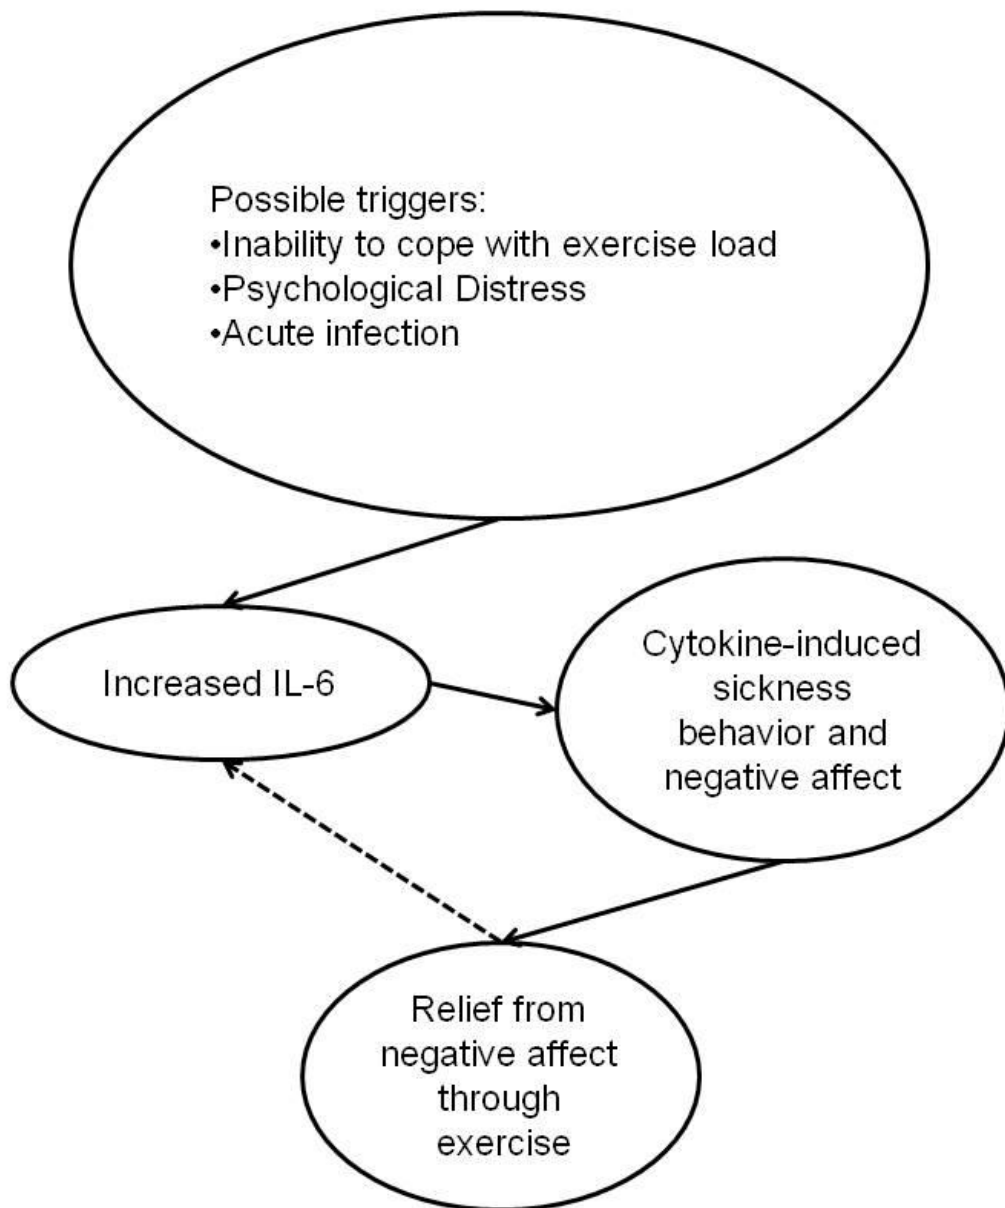 Possible triggers:
•Inability to cope with exercise load
•Psychological Distress
•Acute infection
Increased IL-6
Cytokine-induced
sickness
behavior and
negative affect
Relief from
negative affect
through
exercise